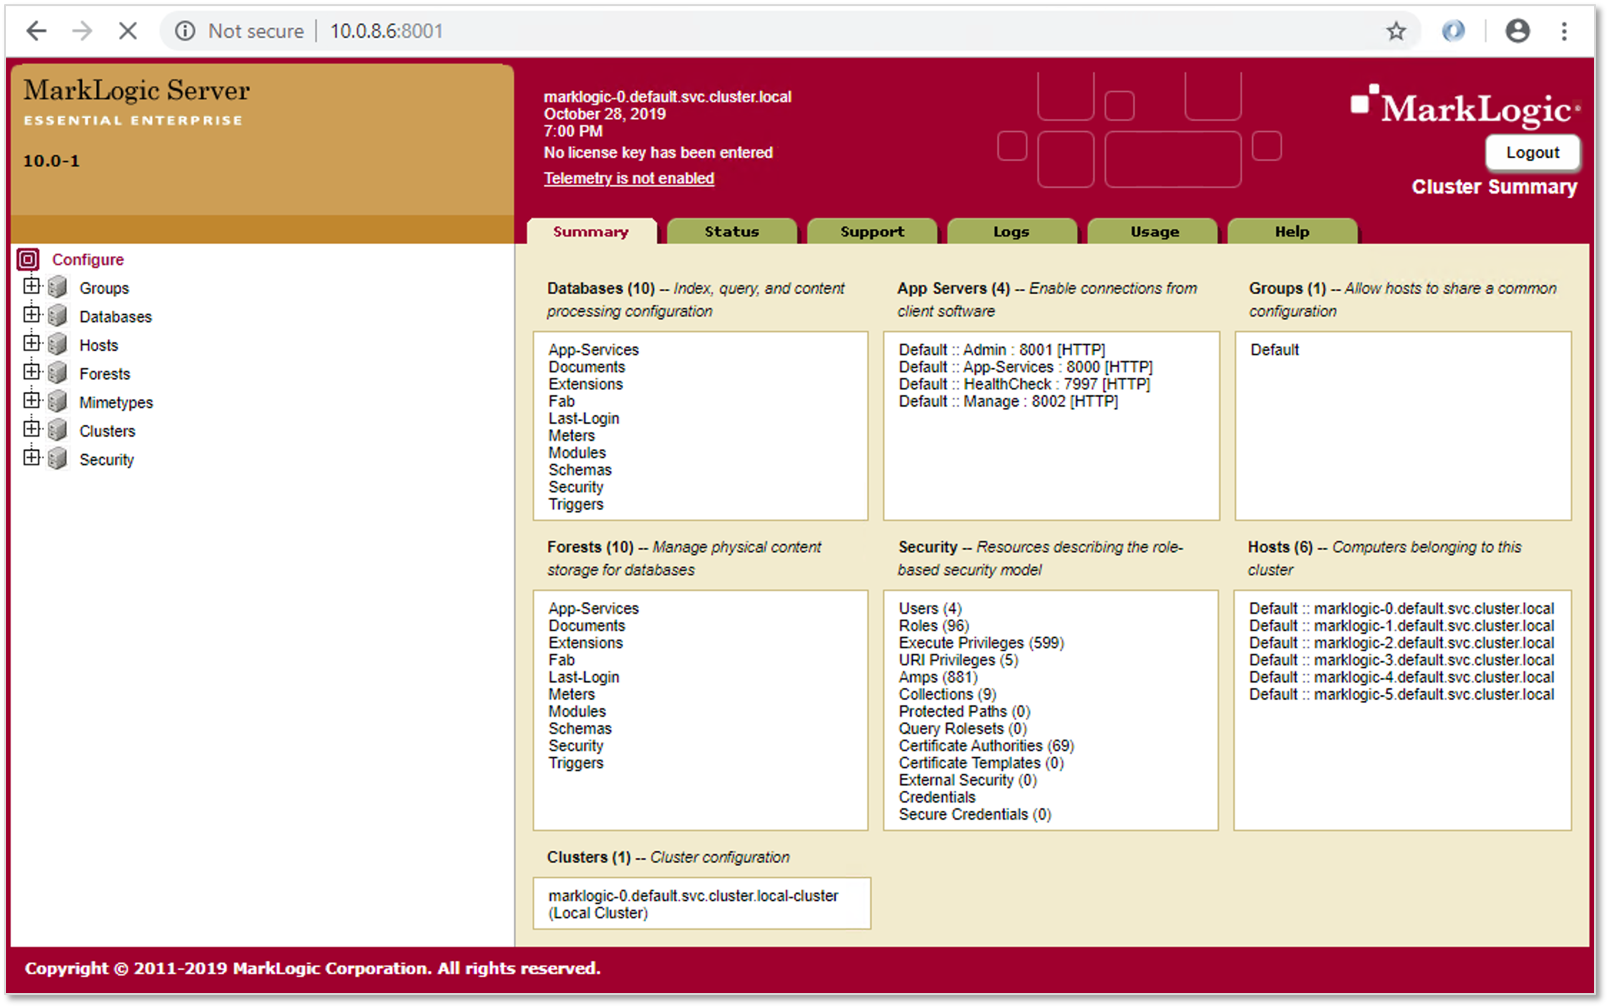 Not secure | 10.0.8.6:8001
MarkLogic Server
ESSENTIAL ENTERPRISE
10.0-1
marklogic-0.default.svc.cluster.local
October 28, 2019
7:00 PM
No license key has been entered
Telemetry is not enabled
MarkLogic
Logout
Cluster Summary
Summary
Status
Support
Logs
Usage
Help
Configure
Groups
Databases
Hosts
Forests
Mimetypes
Clusters
Security
Databases (10) -- Index, query, and content
processing configuration
App-Services
Documents
Extensions
Fab
Last-Login
Meters
Modules
Schemas
Security
Triggers
App Servers (4) -- Enable connections from
client software
Default :: Admin : 8001 [HTTP]
Default :: App-Services : 8000 [HTTP]
Default :: HealthCheck : 7997 [HTTP]
Default :: Manage : 8002 [HTTP]
Groups (1) -- Allow hosts to share a common
configuration
Default
Forests (10) -- Manage physical content
storage for databases
App-Services
Documents
Extensions
Fab
Last-Login
Meters
Modules
Schemas
Security
Triggers
Security -- Resources describing the role-
based security model
Users (4)
Roles (96)
Execute Privileges (599)
URI Privileges (5)
Amps (881)
Collections (9)
Protected Paths (0)
Query Rolesets (0)
Certificate Authorities (69)
Certificate Templates (0)
External Security (0)
Credentials
Secure Credentials (0)
Hosts (6) -- Computers belonging to this
cluster
Default :: marklogic-0.default.svc.cluster.local
Default :: marklogic-1.default.svc.cluster.local
Default :: marklogic-2.default.svc.cluster.local
Default :: marklogic-3.default.svc.cluster.local
Default :: marklogic-4.default.svc.cluster.local
Default :: marklogic-5.default.svc.cluster.local
Clusters (1) -- Cluster configuration
marklogic-0.default.svc.cluster.local-cluster
(Local Cluster)
Copyright © 2011-2019 MarkLogic Corporation. All rights reserved.